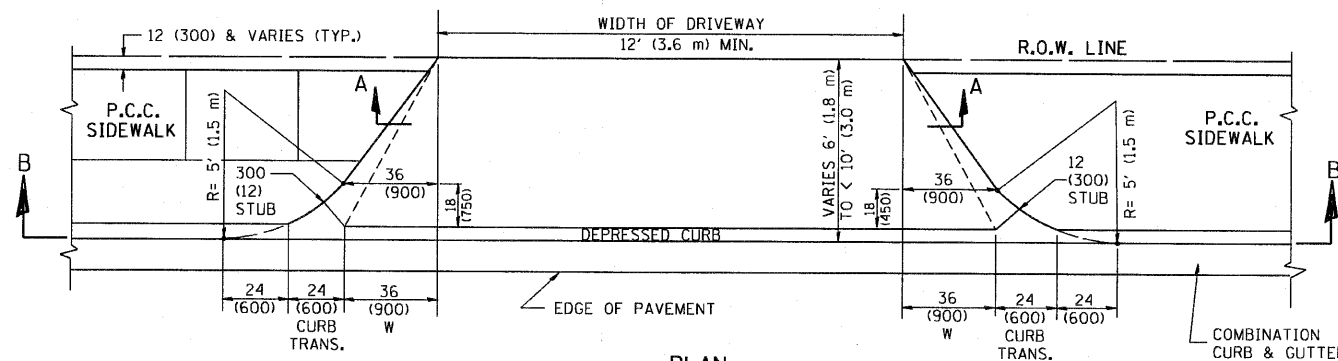 12 (300) & VARIES (TYP.)
WIDTH OF DRIVEWAY
12' (3.6 m) MIN.
R.O.W. LINE
P.C.C.
SIDEWALK
A
A
P.C.C.
SIDEWALK
B
B
R= 5' (1.5 m)
300
(12)
STUB
36
(900)
18
(750)
VARIES 6' (1.8 m)
TO < 10' (3.0 m)
36
(900)
18
(450)
12
(300)
STUB
R= 5' (1.5 m)
DEPRESSED CURB
24
(600)
24
(600)
CURB
TRANS.
36
(900)
W
EDGE OF PAVEMENT
36
(900)
W
24
(600)
CURB
TRANS.
24
(600)
COMBINATION
CURB & GUTTER
PLAN